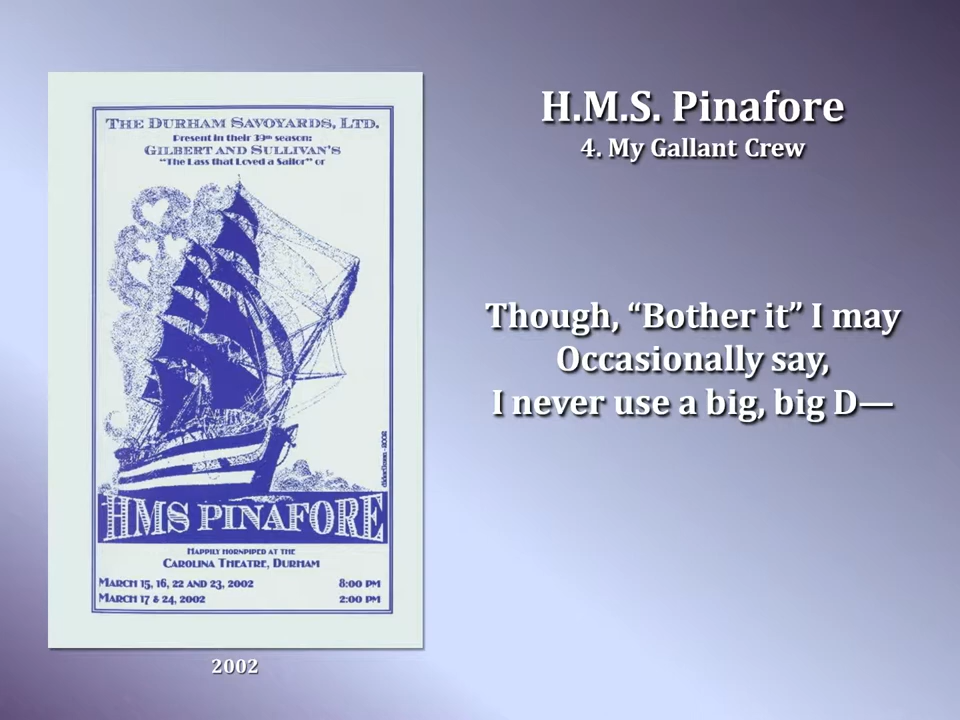 The Durham Savoyards, Ltd.
Present in their 39th season:
Gilbert and Sullivan's
"The Lass that Loved a Sailor" or
HMS PINAFORE
Happily hornpiped at the
Carolina Theatre, Durham
March 15, 16, 22 and 23, 2002 8:00 PM
March 17 & 24, 2002 2:00 PM
2002
H.M.S. Pinafore
4. My Gallant Crew
Though, “Bother it” I may
Occasionally say,
I never use a big, big D—